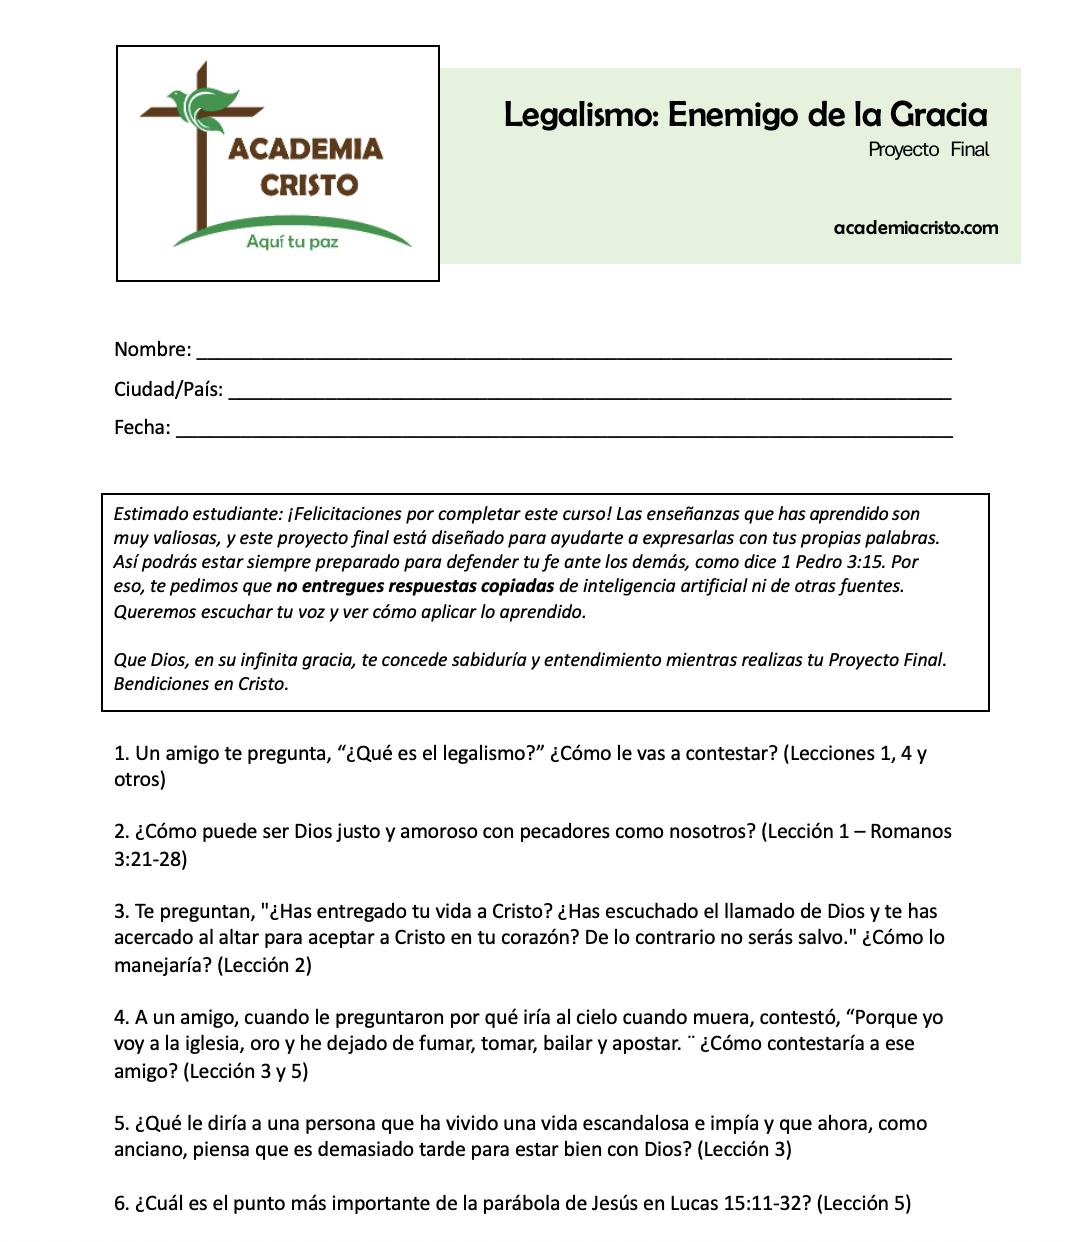 ACADEMIA
CRISTO
Aquí tu paz
Legalismo: Enemigo de la Gracia
Proyecto Final
academiacristo.com
Nombre: ______________________________________________________________________
Ciudad/País: ___________________________________________________________________
Fecha: ________________________________________________________________________
Estimado estudiante: ¡Felicitaciones por completar este curso! Las enseñanzas que has aprendido son
muy valiosas, y este proyecto final está diseñado para ayudarte a expresarlas con tus propias palabras.
Así podrás estar siempre preparado para defender tu fe ante los demás, como dice 1 Pedro 3:15. Por
eso, te pedimos que no entregues respuestas copiadas de inteligencia artificial ni de otras fuentes.
Queremos escuchar tu voz y ver cómo aplicar lo aprendido.
Que Dios, en su infinita gracia, te concede sabiduría y entendimiento mientras realizas tu Proyecto Final.
Bendiciones en Cristo.
1. Un amigo te pregunta, “¿Qué es el legalismo?” ¿Cómo le vas a contestar? (Lecciones 1, 4 y
otros)
2. ¿Cómo puede ser Dios justo y amoroso con pecadores como nosotros? (Lección 1 – Romanos
3:21-28)
3. Te preguntan, "¿Has entregado tu vida a Cristo? ¿Has escuchado el llamado de Dios y te has
acercado al altar para aceptar a Cristo en tu corazón? De lo contrario no serás salvo." ¿Cómo lo
manejaría? (Lección 2)
4. A un amigo, cuando le preguntaron por qué iría al cielo cuando muera, contestó, “Porque yo
voy a la iglesia, oro y he dejado de fumar, tomar, bailar y apostar. ¨ ¿Cómo contestaría a ese
amigo? (Lección 3 y 5)
5. ¿Qué le diría a una persona que ha vivido una vida escandalosa e impía y que ahora, como
anciano, piensa que es demasiado tarde para estar bien con Dios? (Lección 3)
6. ¿Cuál es el punto más importante de la parábola de Jesús en Lucas 15:11-32? (Lección 5)